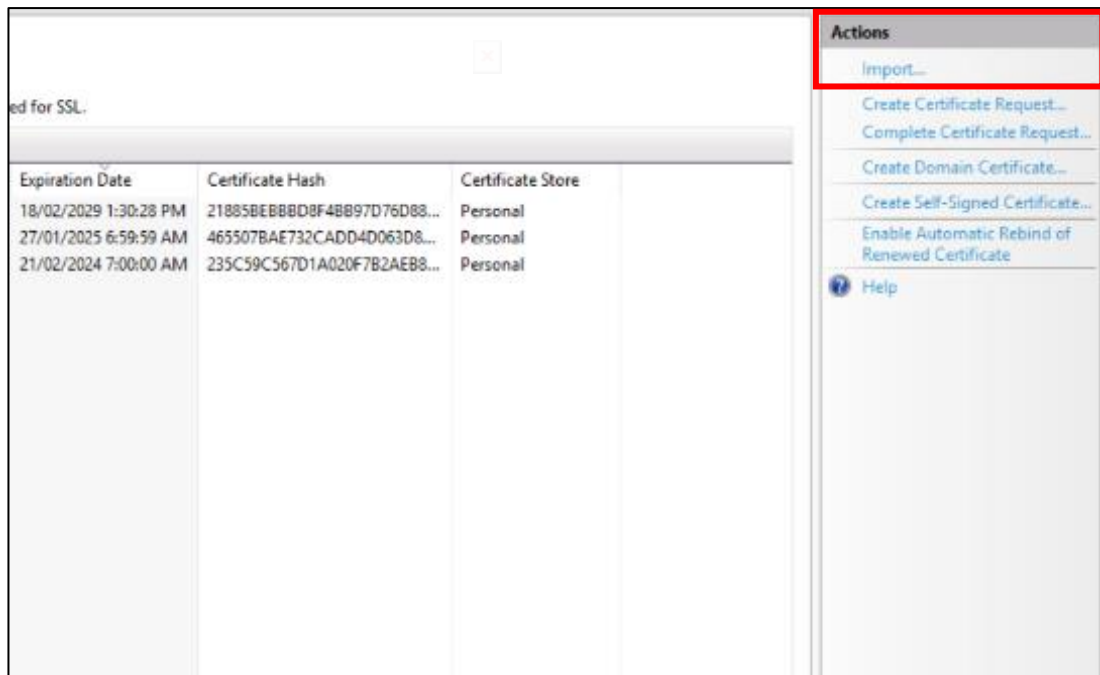 Actions
Import...
Create Certificate Request...
Complete Certificate Request...
Create Domain Certificate...
Create Self-Signed Certificate...
Enable Automatic Rebind of
Renewed Certificate
Help
ed for SSL.
Expiration Date Certificate Hash Certificate Store
18/02/2029 1:30:28 PM 21885BEBBBD8F4BB97D76D88... Personal
27/01/2025 6:59:59 AM 465507BAE732CADD4D063D8... Personal
21/02/2024 7:00:00 AM 235C59C567D1A020F7B2AEB8... Personal